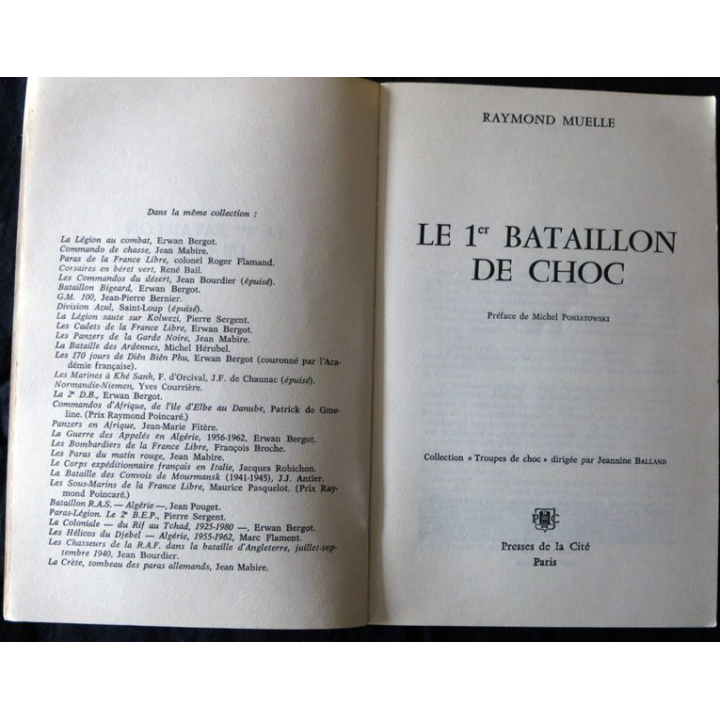 Dans la même collection :
La Légion au combat, Erwan Bergot.
Commando de chasse, Jean Mabire.
Paras de la France Libre, colonel Roger Flamand.
Corsaires en béret vert, René Bail.
Les Commandos du désert, Jean Bourdier (épuisé).
Bataillon Bigeard, Erwan Bergot.
G.M. 100, Jean-Pierre Bernier.
Division Azul, Saint-Loup (épuisé).
La Légion saute sur Kolwezi, Pierre Sergent.
Les Cadets de la France Libre, Erwan Bergot.
Les Panzers de la Garde Noire, Jean Mabire.
La Bataille des Ardennes, Michel Hérubel.
Les 170 jours de Diên Biên Phu, Erwan Bergot (couronné par l'Aca-
démie française).
Les Marines à Khé Sanh, F. d'Orcival, J.F. de Chaunac (épuisé).
Normandie-Niemen, Yves Courrière.
La 2e D.B., Erwan Bergot.
Commandos d'Afrique, de l'île d'Elbe au Danube, Patrick de Gme-
line. (Prix Raymond Poincaré.)
Panzers en Afrique, Jean-Marie Fitère.
La Guerre des Appelés en Algérie, 1956-1962, Erwan Bergot.
Les Bombardiers de la France Libre, François Broche.
Les Paras du matin rouge, Jean Mabire.
Le Corps expéditionnaire français en Italie, Jacques Robichon.
La Bataille des Convois de Mourmansk (1941-1945), J.J. Antier.
Les Sous-Marins de la France Libre, Maurice Pasquelot. (Prix Ray-
mond Poincaré.)
Bataillon R.A.S. — Algérie —, Jean Pouget.
Paras-Légion. Le 2e B.E.P., Pierre Sergent.
La Coloniale — du Rif au Tchad, 1925-1980 —, Erwan Bergot.
Les Hélicos du Djebel — Algérie, 1955-1962, Marc Flament.
Les Chasseurs de la R.A.F. dans la bataille d'Angleterre, juillet-sep-
tembre 1940, Jean Bourdier.
La Crète, tombeau des paras allemands, Jean Mabire.
RAYMOND MUELLE
LE 1er BATAILLON
DE CHOC
Préface de Michel PONIATOWSKI
Collection « Troupes de choc » dirigée par Jeannine BALLAND
Presses de la Cité
Paris